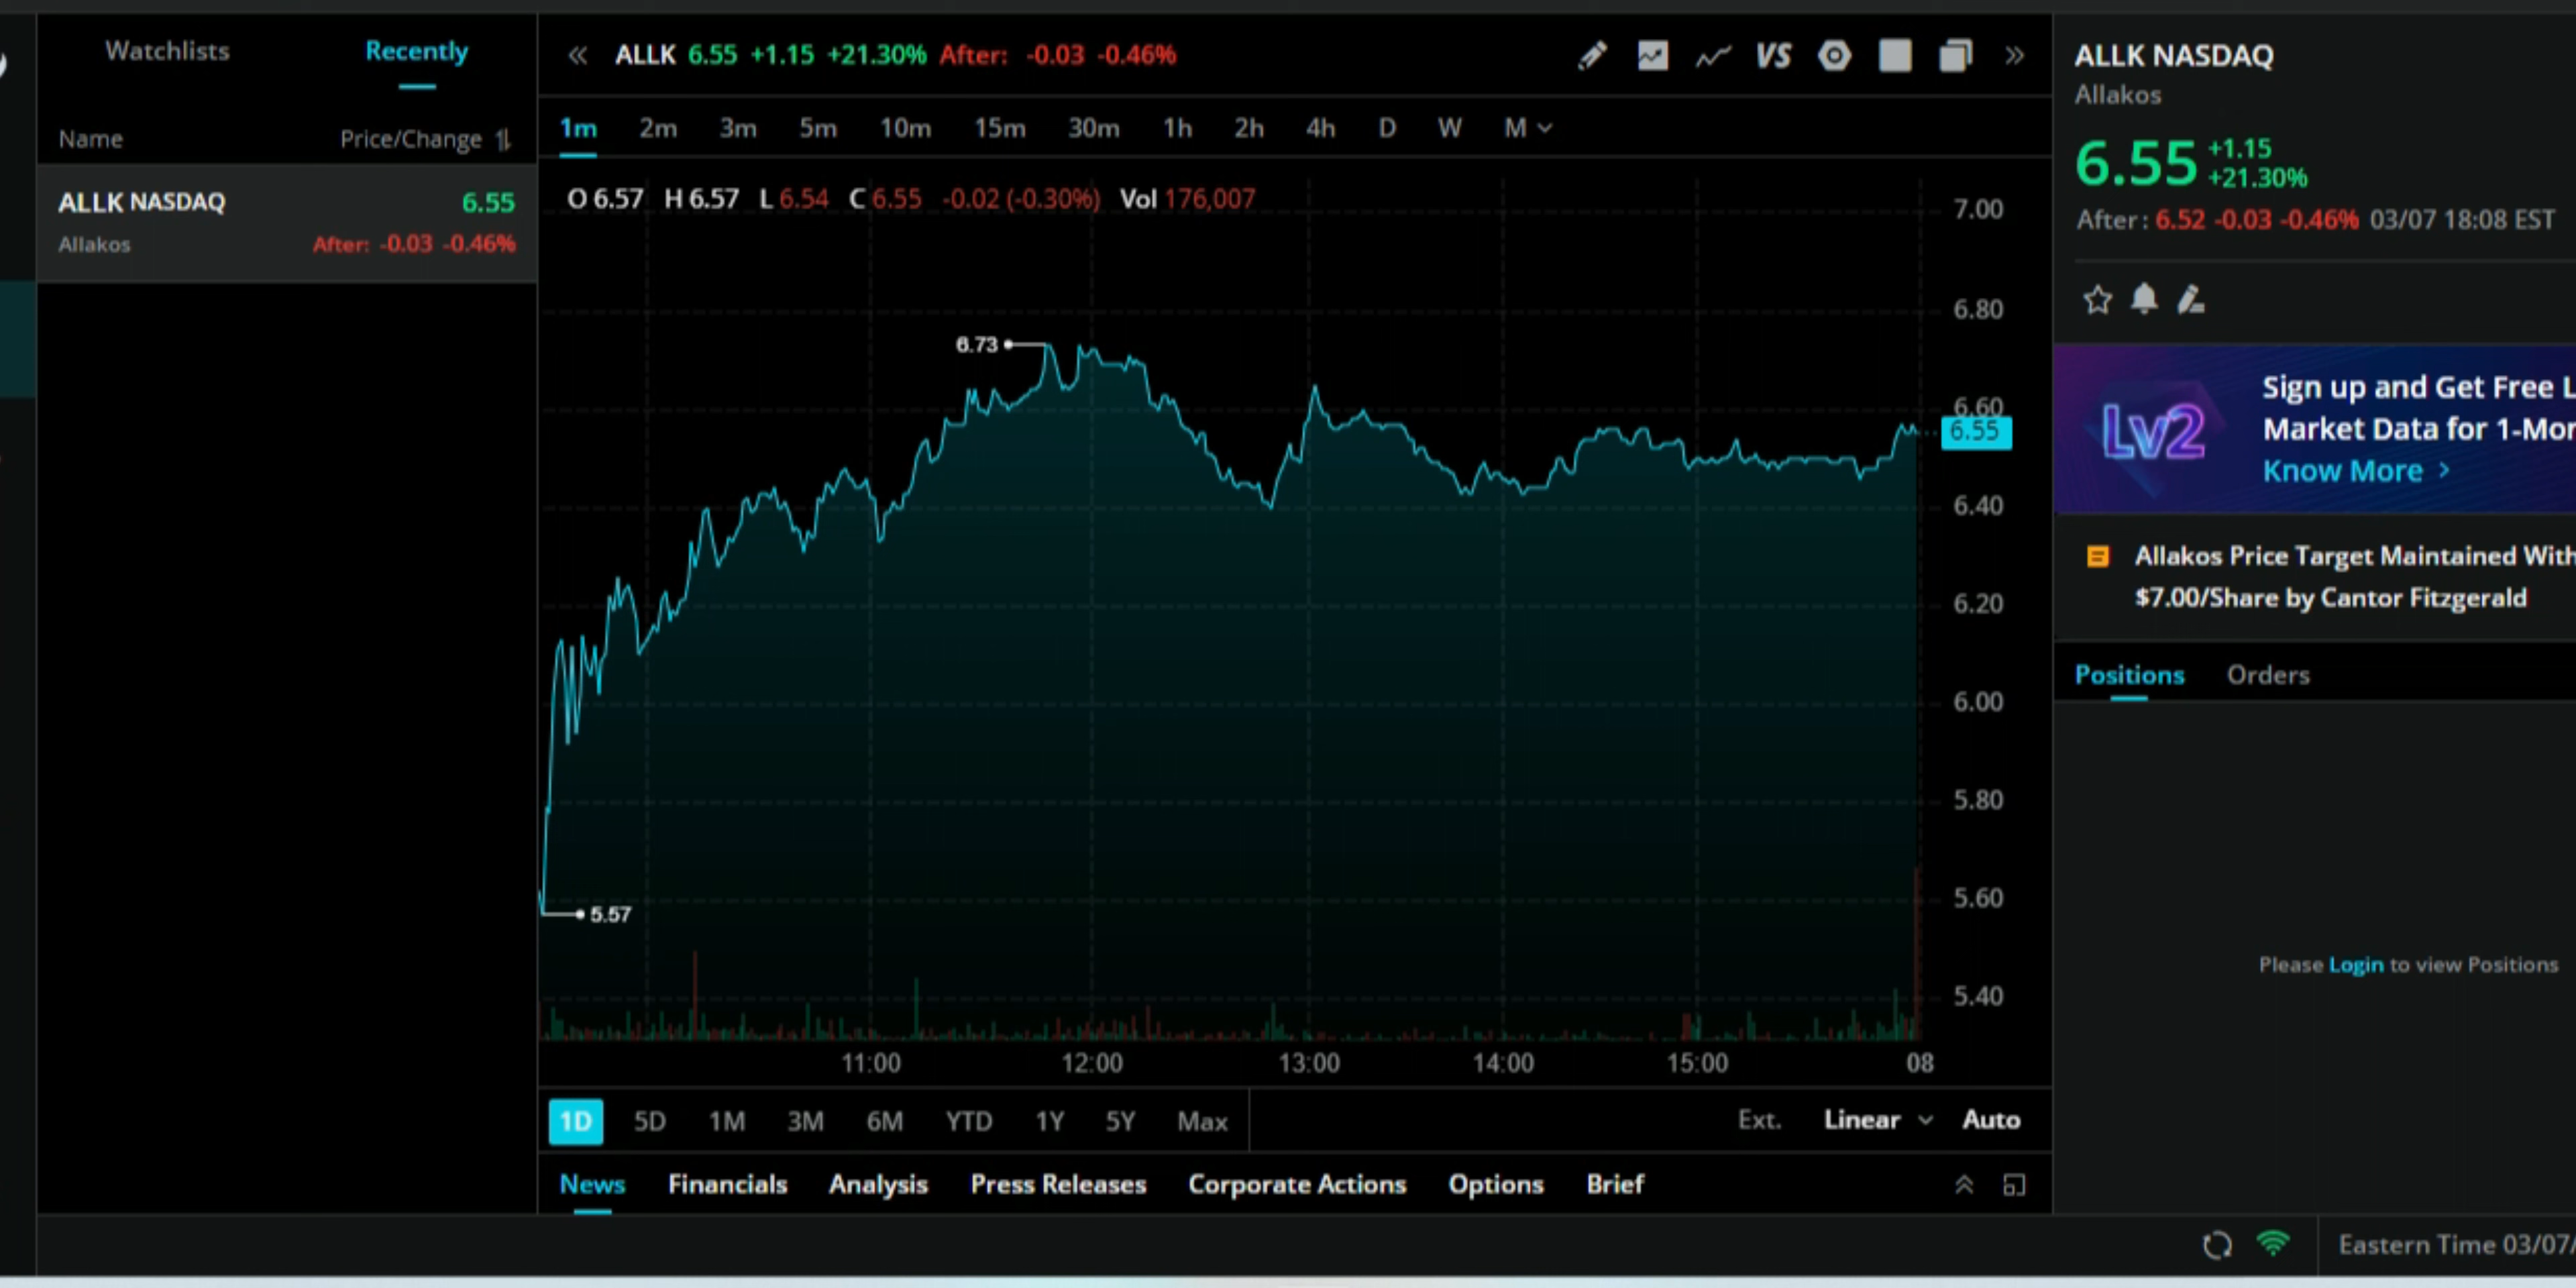 Watchlists Recently
Name Price/Change
ALLK NASDAQ 6.55
Allakos After: -0.03 -0.46%
ALLK 6.55 +1.15 +21.30% After: -0.03 -0.46%
VS
1m 2m 3m 5m 10m 15m 30m 1h 2h 4h D W M
O 6.57 H 6.57 L 6.54 C 6.55 -0.02 (-0.30%) Vol 176,007
7.00
6.80
6.73
6.60
6.55
6.40
6.20
6.00
5.80
5.60
5.57
5.40
11:00 12:00 13:00 14:00 15:00 08
1D 5D 1M 3M 6M YTD 1Y 5Y Max
Ext. Linear Auto
News Financials Analysis Press Releases Corporate Actions Options Brief
ALLK NASDAQ
Allakos
6.55 +1.15
+21.30%
After: 6.52 -0.03 -0.46% 03/07 18:08 EST
Lv2
Sign up and Get Free L
Market Data for 1-Mon
Know More >
Allakos Price Target Maintained With
$7.00/Share by Cantor Fitzgerald
Positions Orders
Please Login to view Positions
Eastern Time 03/07/